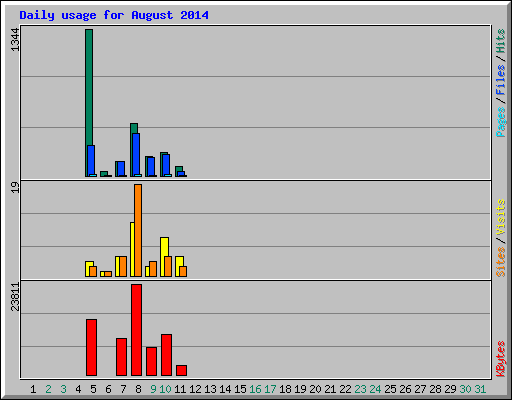 Daily usage for August 2014
1344
Pages/Files/Hits
19
Sites/Visits
23811
KBytes
1 2 3 4 5 6 7 8 9 10 11 12 13 14 15 16 17 18 19 20 21 22 23 24 25 26 27 28 29 30 31